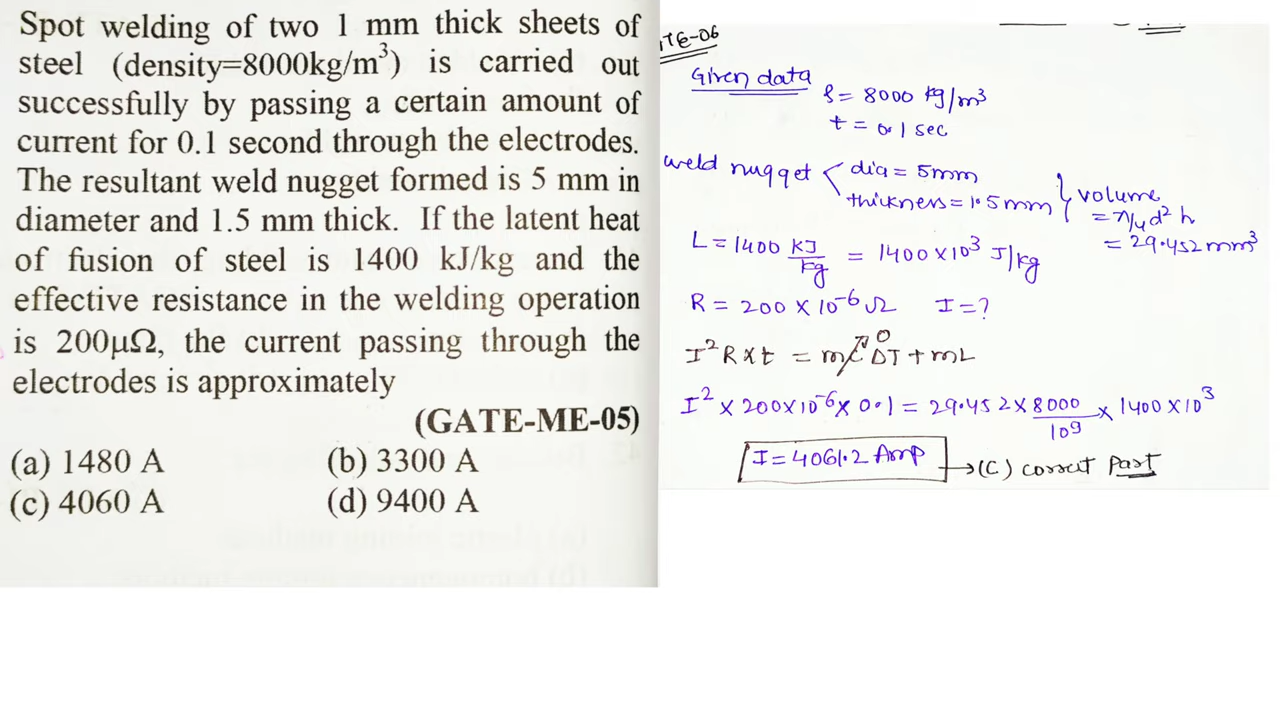 Spot welding of two 1 mm thick sheets of
steel (density=8000kg/m³) is carried out
successfully by passing a certain amount of
current for 0.1 second through the electrodes.
The resultant weld nugget formed is 5 mm in
diameter and 1.5 mm thick. If the latent heat
of fusion of steel is 1400 kJ/kg and the
effective resistance in the welding operation
is 200μΩ, the current passing through the
electrodes is approximately
(GATE-ME-05)
(a) 1480 A (b) 3300 A
(c) 4060 A (d) 9400 A
TE-06
Given data
ρ = 8000 kg/m³
t = 0.1 sec
weld nugget < dia = 5mm
thickness = 1.5mm } volume
= π/4 d² h
= 29.452 mm³
L = 1400 KJ/kg = 1400 × 10³ J/kg
R = 200 × 10⁻⁶ Ω I = ?
I² R × t = mC ΔT⁰ + mL
I² × 200 × 10⁻⁶ × 0.1 = 29.452 × 8000/10⁹ × 1400 × 10³
I = 4061.2 Amp → (C) correct Part